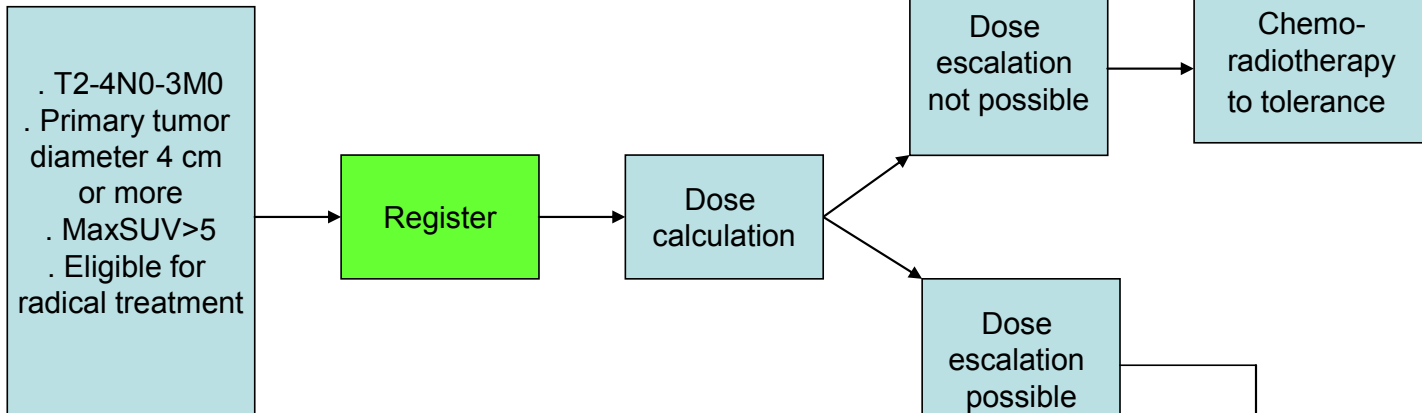 . T2-4N0-3M0
. Primary tumor
diameter 4 cm
or more
. MaxSUV>5
. Eligible for
radical treatment
Register
Dose
calculation
Dose
escalation
not possible
Chemo-
radiotherapy
to tolerance
Dose
escalation
possible